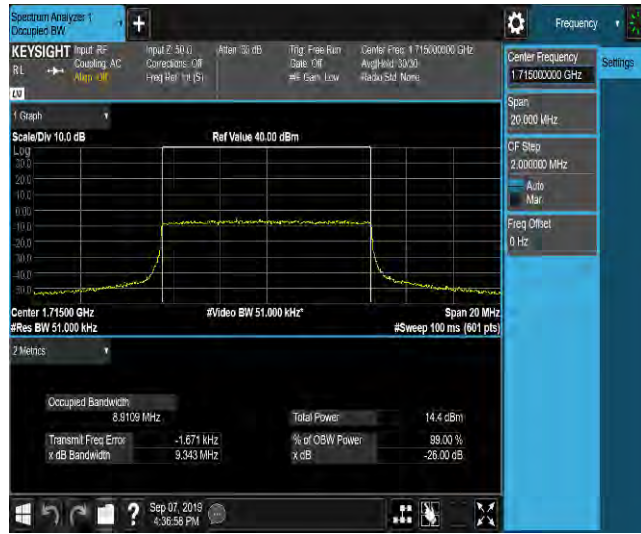 Spectrum Analyzer 1
Occupied BW
Frequency
KEYSIGHT Input: RF
Coupling: AC
Align: Off
RL
Input Z: 50 Ω
Corrections: Off
Freq Ref: Int (S)
Atten: 30 dB
Trig: Free Run
Gate: Off
#IF Gain: Low
Center Freq: 1.715000000 GHz
Avg|Hold: 30/30
Radio Std: None
1 Graph
Scale/Div 10.0 dB
Ref Value 40.00 dBm
Log
30.0
20.0
10.0
0.00
-10.0
-20.0
-30.0
-40.0
-50.0
Center 1.71500 GHz
#Video BW 51.000 kHz*
Span 20 MHz
#Res BW 51.000 kHz
#Sweep 100 ms (601 pts)
2 Metrics
Occupied Bandwidth
8.9109 MHz
Total Power 14.4 dBm
Transmit Freq Error -1.671 kHz
% of OBW Power 99.00 %
x dB Bandwidth 9.343 MHz
x dB -26.00 dB
Sep 07, 2019
4:36:58 PM
Center Frequency
1.715000000 GHz
Settings
Span
20.000 MHz
CF Step
2.000000 MHz
Auto
Man
Freq Offset
0 Hz